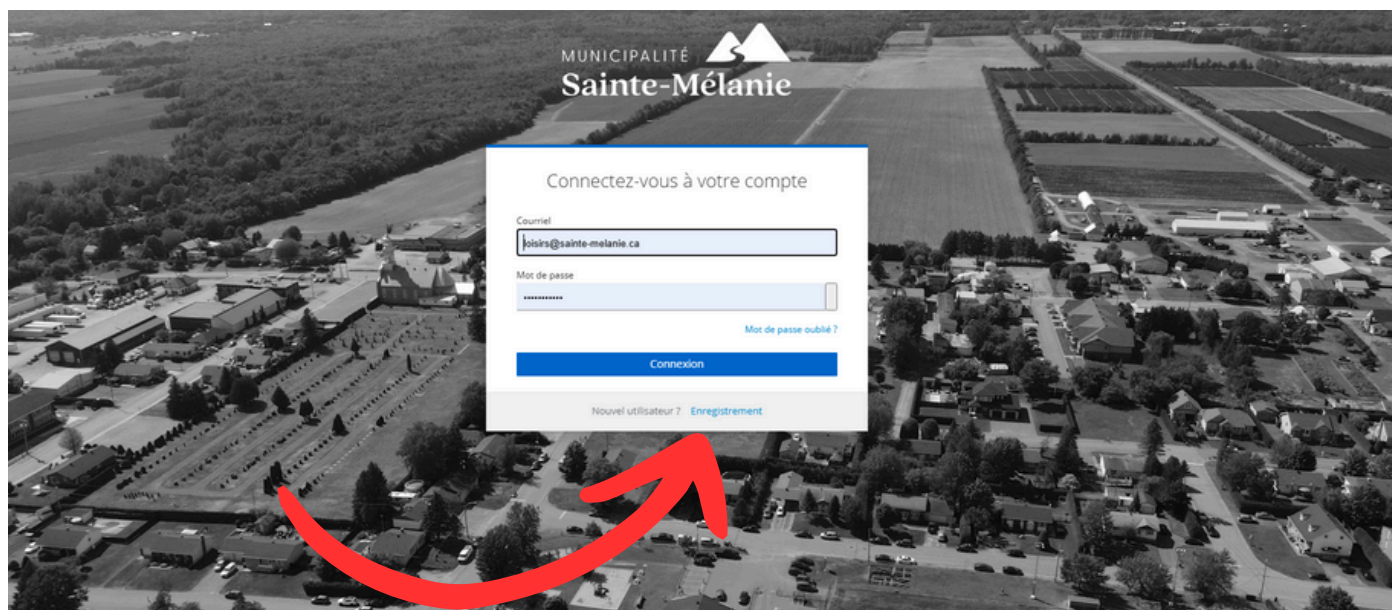 MUNICIPALITÉ
Sainte-Mélanie
Connectez-vous à votre compte
Courriel
loisirs@sainte-melanie.ca
Mot de passe
•••••••••••
Mot de passe oublié ?
Connexion
Nouvel utilisateur ? Enregistrement